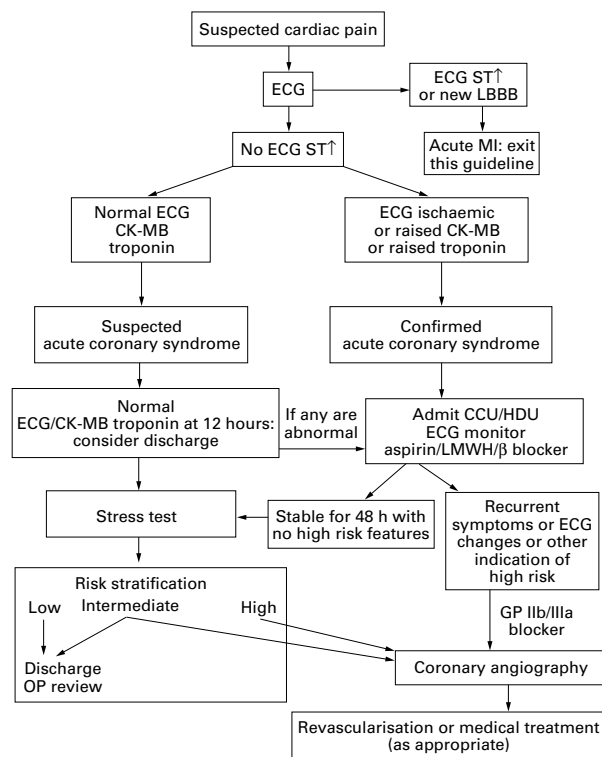 Suspected cardiac pain
ECG
ECG ST↑
or new LBBB
No ECG ST↑
Acute MI: exit
this guideline
Normal ECG
CK-MB
troponin
ECG ischaemic
or raised CK-MB
or raised troponin
Suspected
acute coronary syndrome
Confirmed
acute coronary syndrome
Normal
ECG/CK-MB troponin at 12 hours:
consider discharge
If any are
abnormal
Admit CCU/HDU
ECG monitor
aspirin/LMWH/β blocker
Stress test
Stable for 48 h with
no high risk features
Recurrent
symptoms or ECG
changes or other
indication of
high risk
Risk stratification
Low
Intermediate
High
Discharge
OP review
GP IIb/IIIa
blocker
Coronary angiography
Revascularisation or medical treatment
(as appropriate)